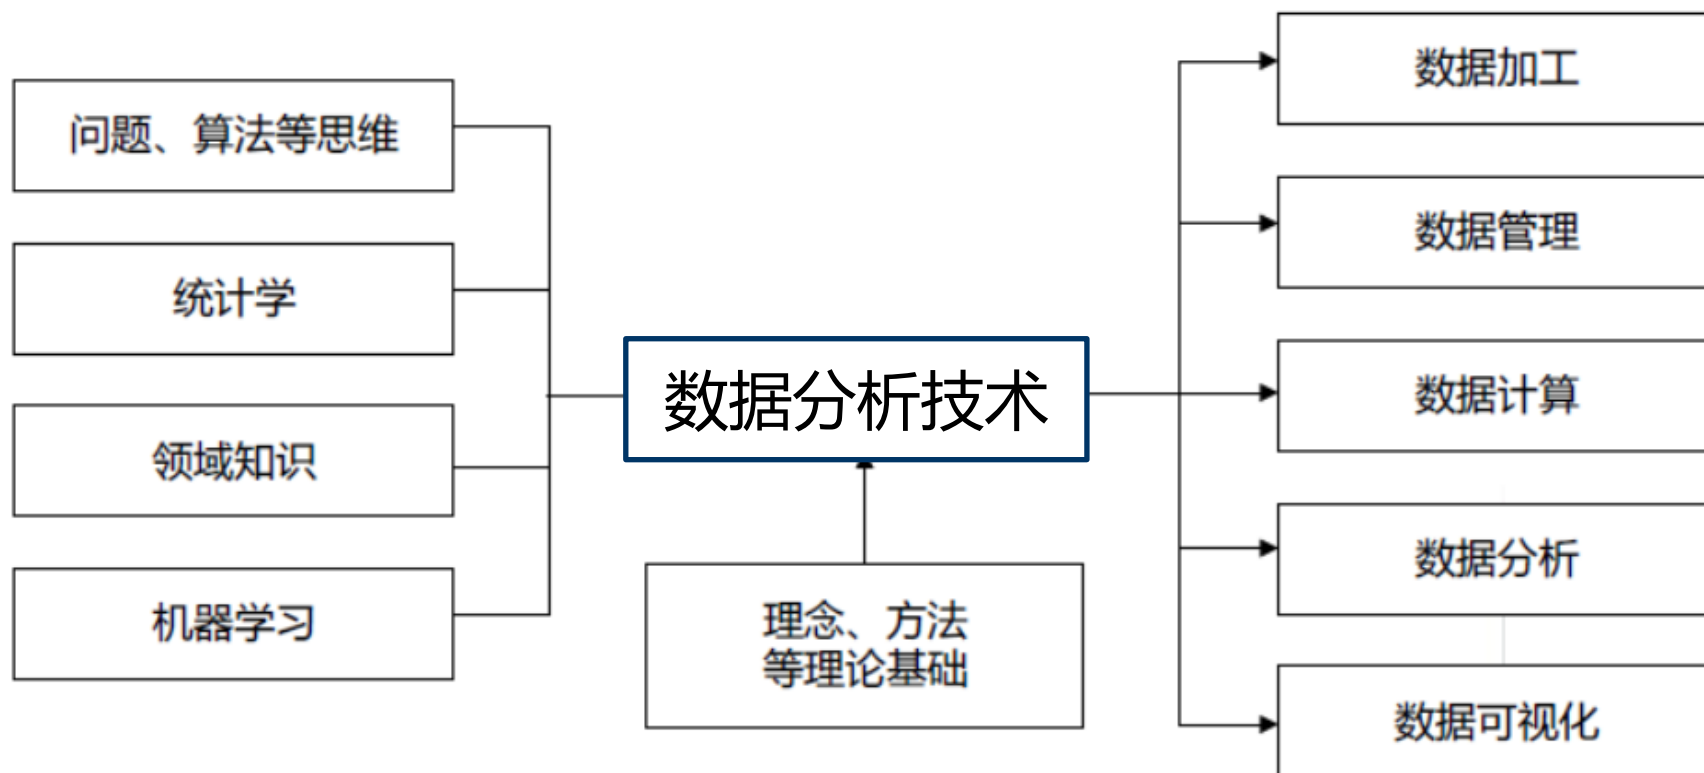 问题、算法等思维
统计学
领域知识
机器学习
数据分析技术
理念、方法
等理论基础
数据加工
数据管理
数据计算
数据分析
数据可视化